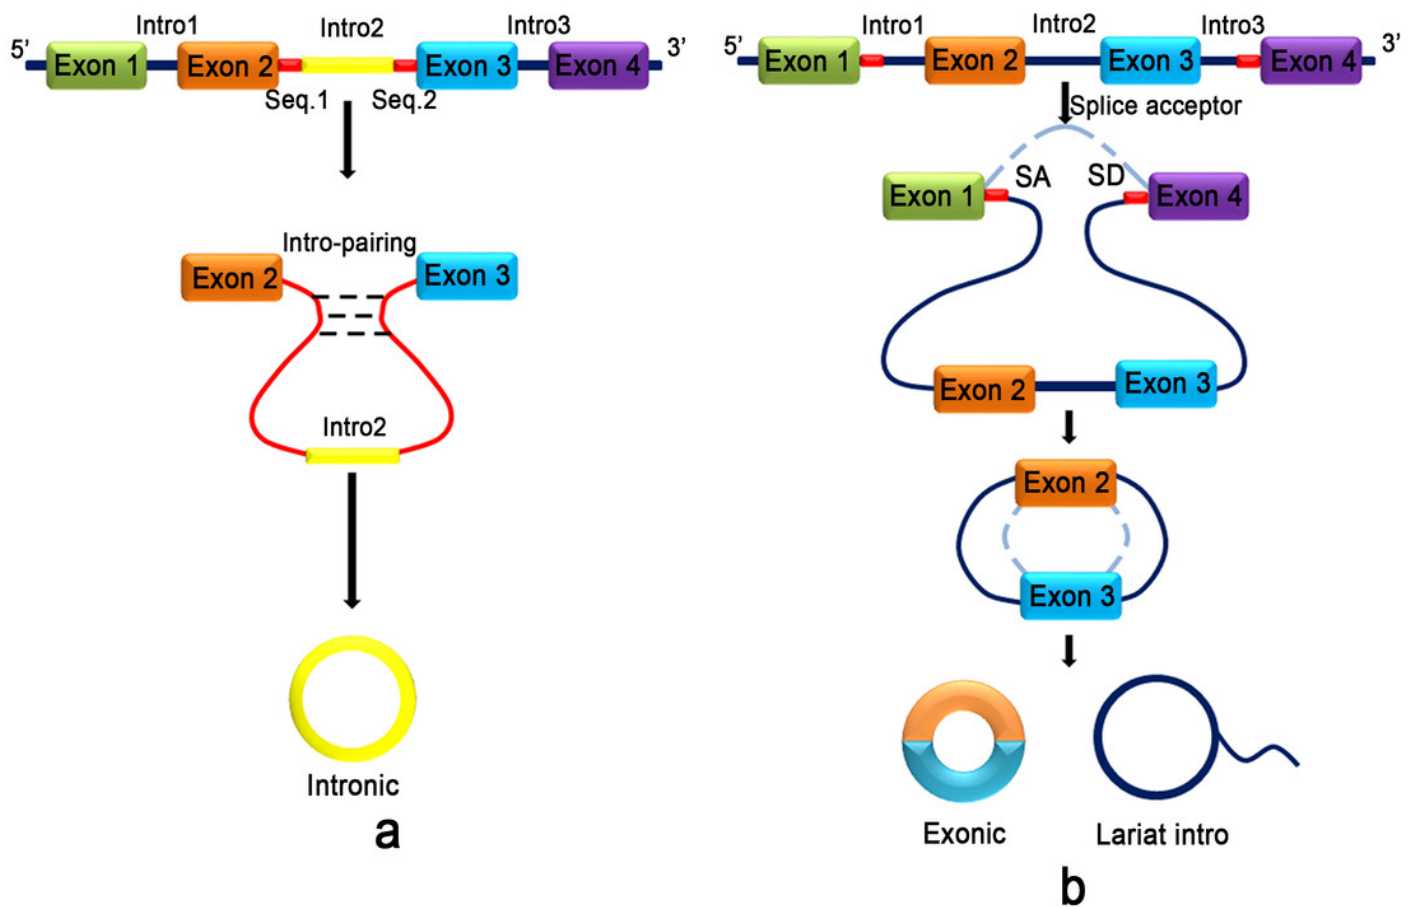 Intro1
Intro2
Intro3
5’
Exon 1
Exon 2
Exon 3
Exon 4
3’
Seq.1
Seq.2
Intro-pairing
Exon 2
Exon 3
Intro2
Intronic
a
Intro1
Intro2
Intro3
5’
Exon 1
Exon 2
Exon 3
Exon 4
3’
Splice acceptor
Exon 1
SA
SD
Exon 4
Exon 2
Exon 3
Exon 2
Exon 3
Exonic
Lariat intro
b